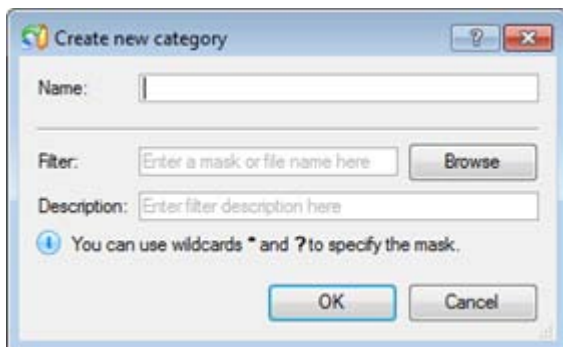 Create new category
Name:
Filter: Enter a mask or file name here Browse
Description: Enter filter description here
You can use wildcards * and ? to specify the mask.
OK Cancel